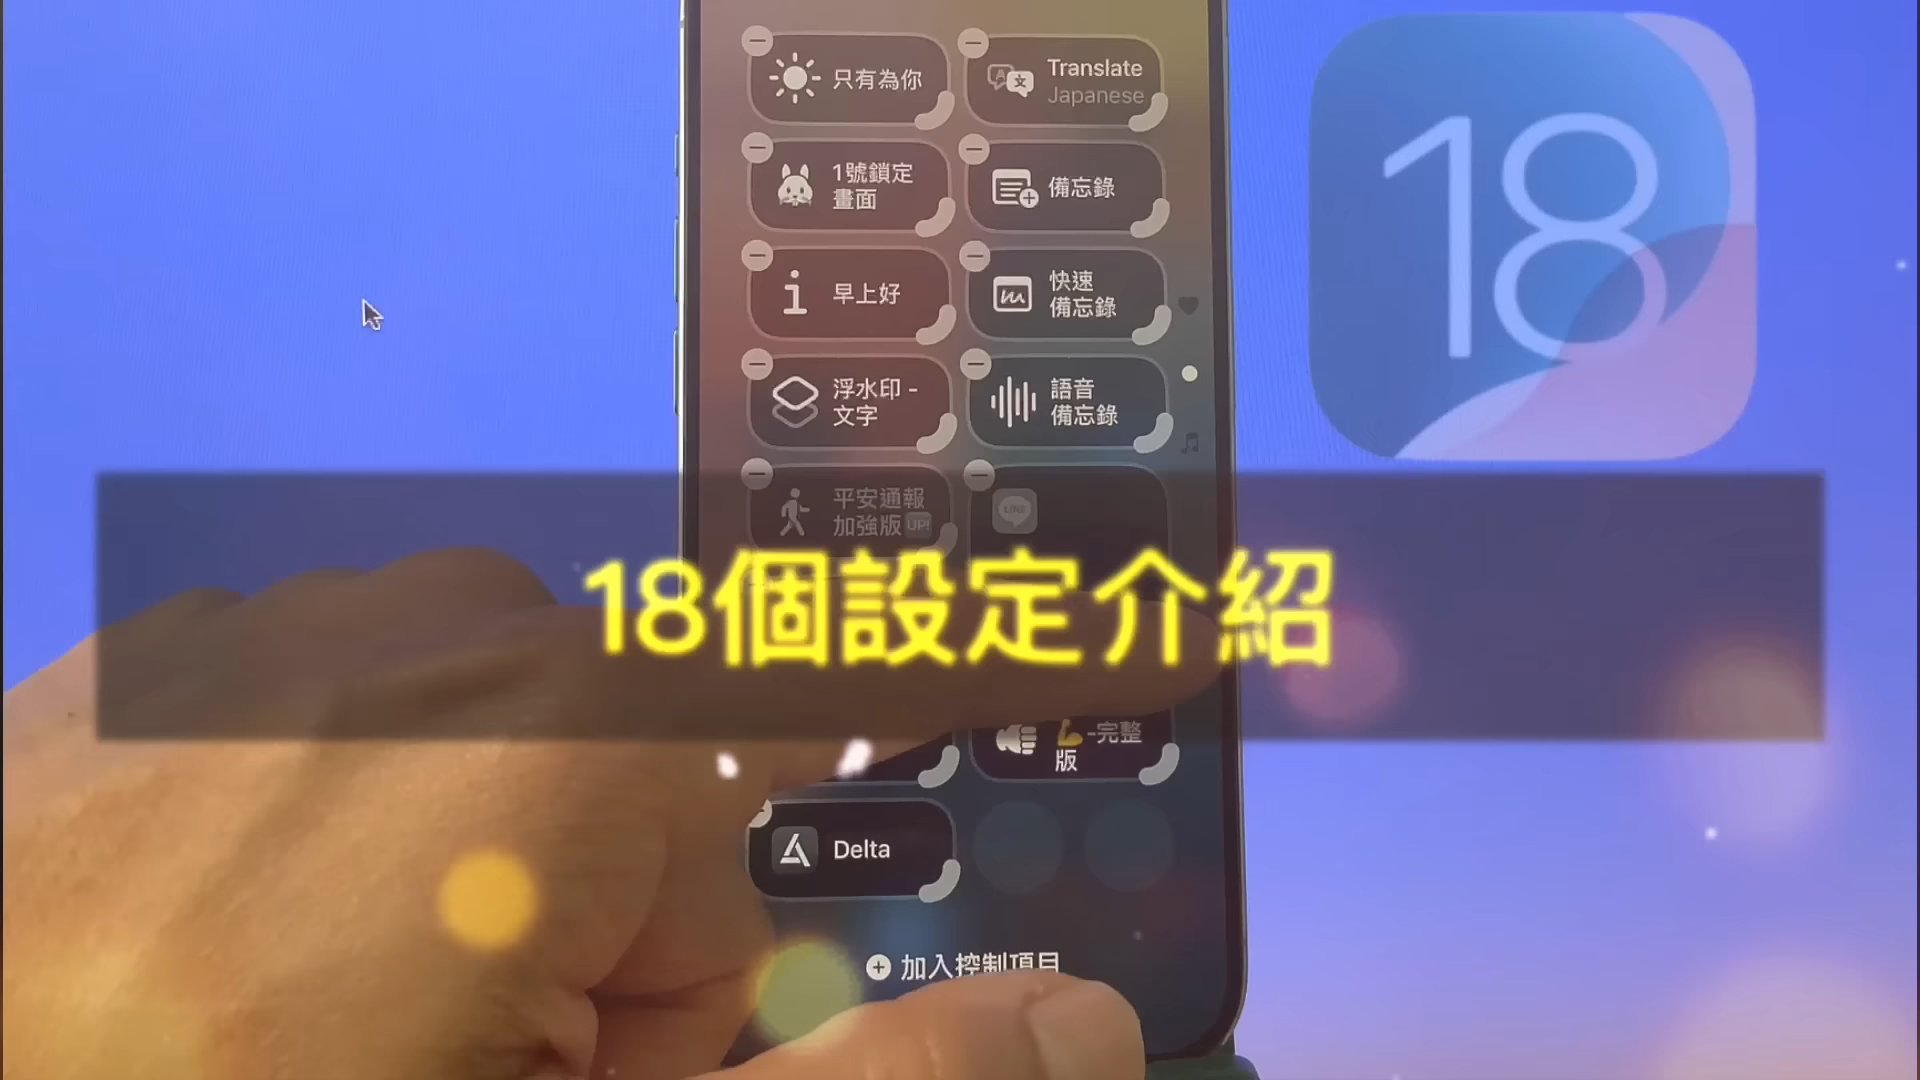 只有為你
Translate
Japanese
1號鎖定
畫面
備忘錄
早上好
快速
備忘錄
浮水印 -
文字
語音
備忘錄
平安通報
加強版 UP!
LINE
18
18個設定介紹
💪-完整
版
Delta
加入控制項目